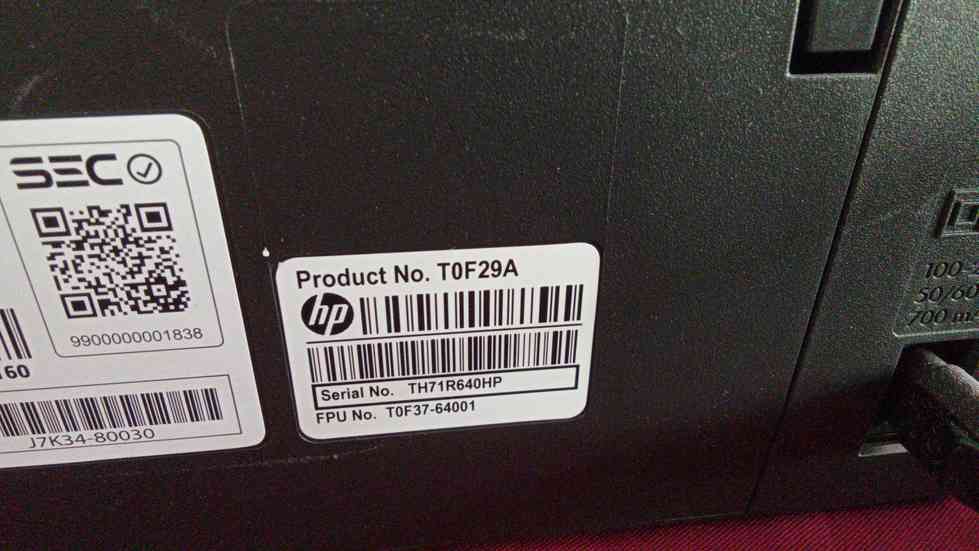 SEC
9900000001838
160
J7K34-80030
Product No. T0F29A
hp
Serial No. TH71R640HP
FPU No. T0F37-64001
100-
50/60
700 m